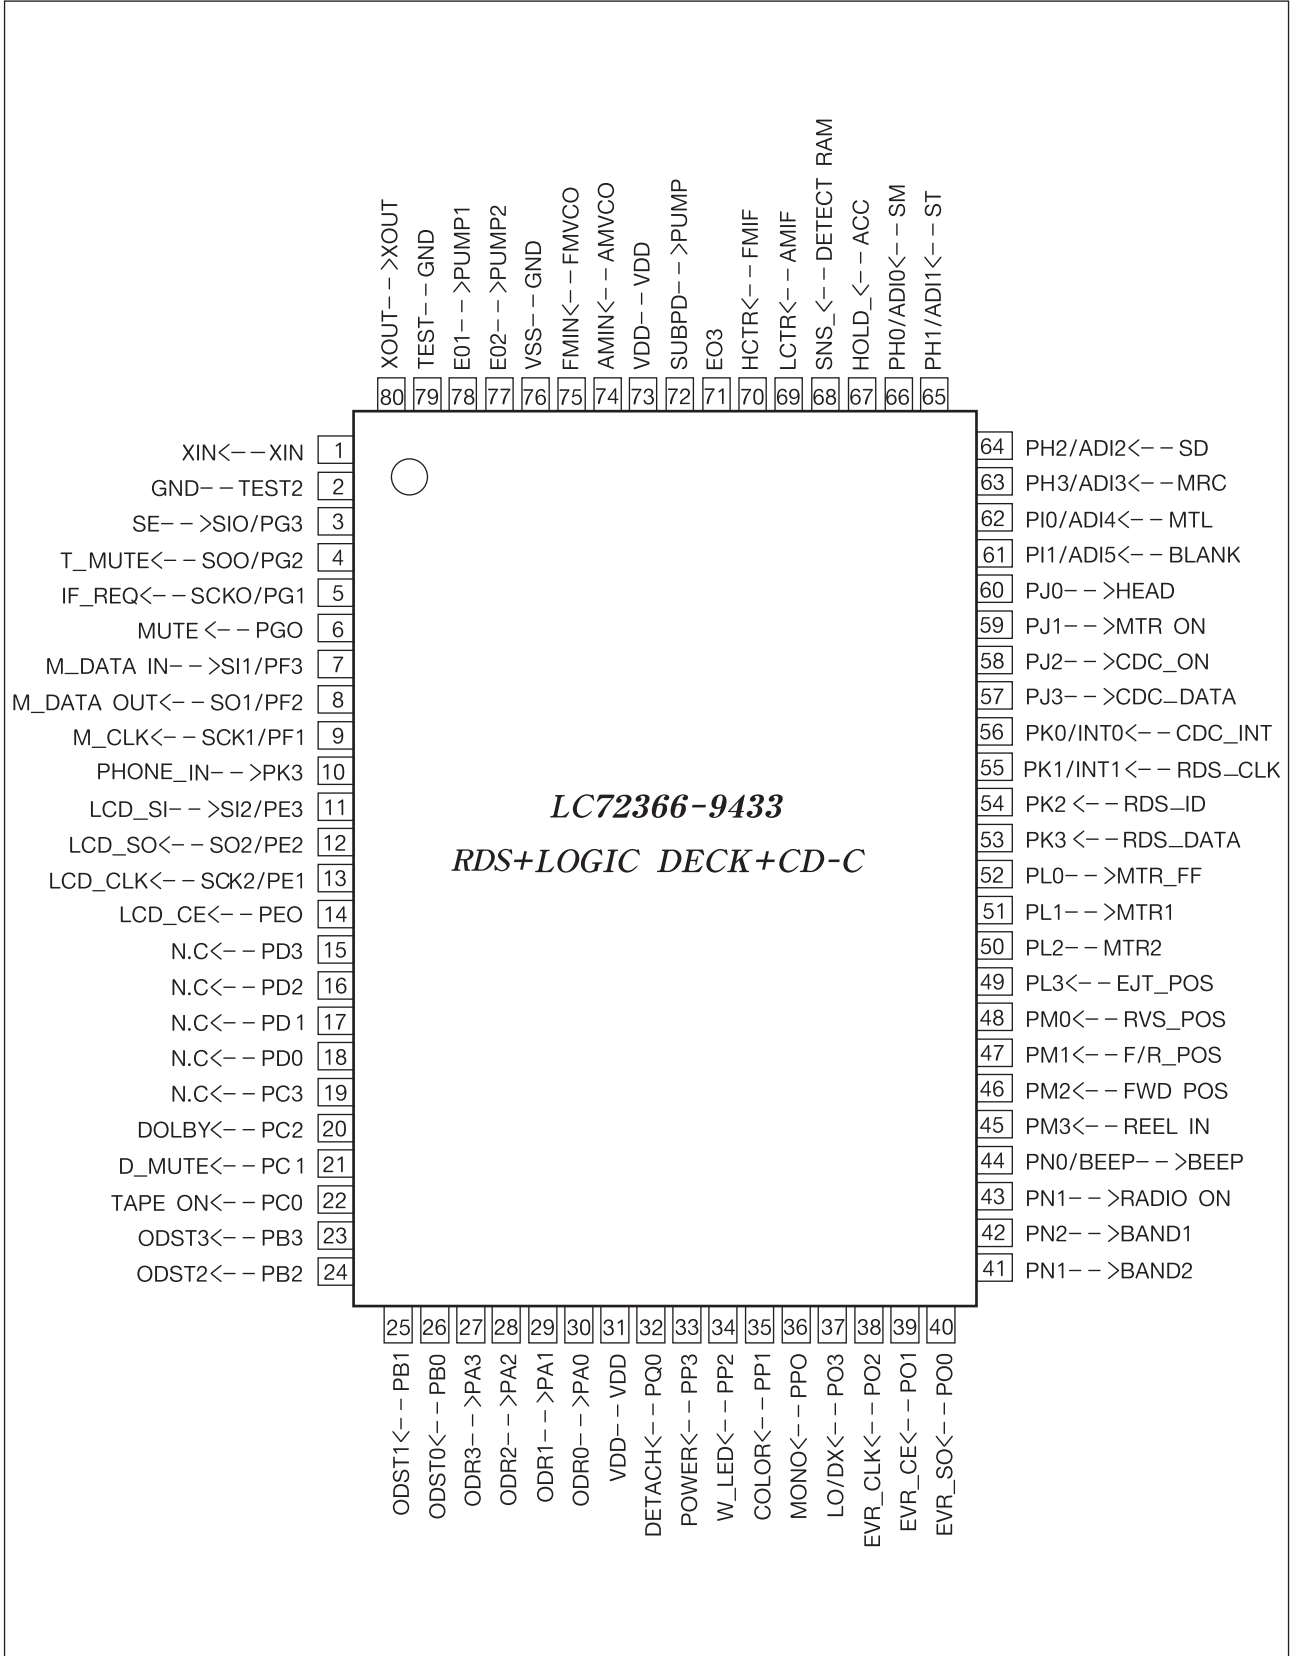 XOUT-->XOUT
TEST--GND
E01-->PUMP1
E02-->PUMP2
VSS--GND
FMIN<--FMVCO
AMIN<--AMVCO
VDD--VDD
SUBPD-->PUMP
EO3
HCTR<--FMIF
LCTR<--AMIF
SNS_<--DETECT RAM
HOLD_<--ACC
PH0/ADI0<--SM
PH1/ADI1<--ST
80 79 78 77 76 75 74 73 72 71 70 69 68 67 66 65
XIN<--XIN 1
GND--TEST2 2
SE-->SIO/PG3 3
T_MUTE<--SOO/PG2 4
IF_REQ<--SCKO/PG1 5
MUTE<--PGO 6
M_DATA IN-->SI1/PF3 7
M_DATA OUT<--SO1/PF2 8
M_CLK<--SCK1/PF1 9
PHONE_IN-->PK3 10
LCD_SI-->SI2/PE3 11
LCD_SO<--SO2/PE2 12
LCD_CLK<--SCK2/PE1 13
LCD_CE<--PEO 14
N.C<--PD3 15
N.C<--PD2 16
N.C<--PD1 17
N.C<--PD0 18
N.C<--PC3 19
DOLBY<--PC2 20
D_MUTE<--PC1 21
TAPE ON<--PC0 22
ODST3<--PB3 23
ODST2<--PB2 24
LC72366-9433
RDS+LOGIC DECK+CD-C
64 PH2/ADI2<--SD
63 PH3/ADI3<--MRC
62 PI0/ADI4<--MTL
61 PI1/ADI5<--BLANK
60 PJ0-->HEAD
59 PJ1-->MTR ON
58 PJ2-->CDC_ON
57 PJ3-->CDC_DATA
56 PK0/INT0<--CDC_INT
55 PK1/INT1<--RDS_CLK
54 PK2<--RDS_ID
53 PK3<--RDS_DATA
52 PL0-->MTR_FF
51 PL1-->MTR1
50 PL2--MTR2
49 PL3<--EJT_POS
48 PM0<--RVS_POS
47 PM1<--F/R_POS
46 PM2<--FWD POS
45 PM3<--REEL IN
44 PN0/BEEP-->BEEP
43 PN1-->RADIO ON
42 PN2-->BAND1
41 PN1-->BAND2
25 26 27 28 29 30 31 32 33 34 35 36 37 38 39 40
ODST1<--PB1
ODST0<--PB0
ODR3-->PA3
ODR2-->PA2
ODR1-->PA1
ODR0-->PA0
VDD--VDD
DETACH<--PQ0
POWER<--PP3
W_LED<--PP2
COLOR<--PP1
MONO<--PPO
LO/DX<--PO3
EVR_CLK<--PO2
EVR_CE<--PO1
EVR_SO<--PO0